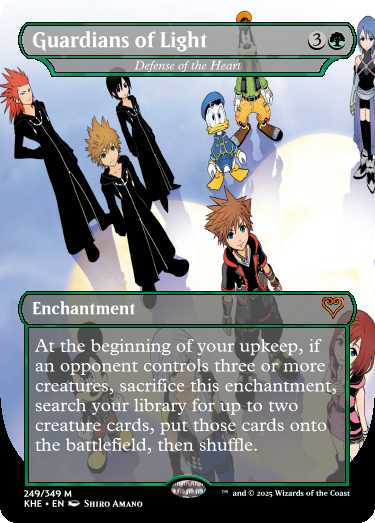 Guardians of Light 3
Defense of the Heart
Enchantment
At the beginning of your upkeep, if
an opponent controls three or more
creatures, sacrifice this enchantment,
search your library for up to two
creature cards, put those cards onto
the battlefield, then shuffle.
249/349 M
KHE • EN Shiro Amano
™ and © 2025 Wizards of the Coast